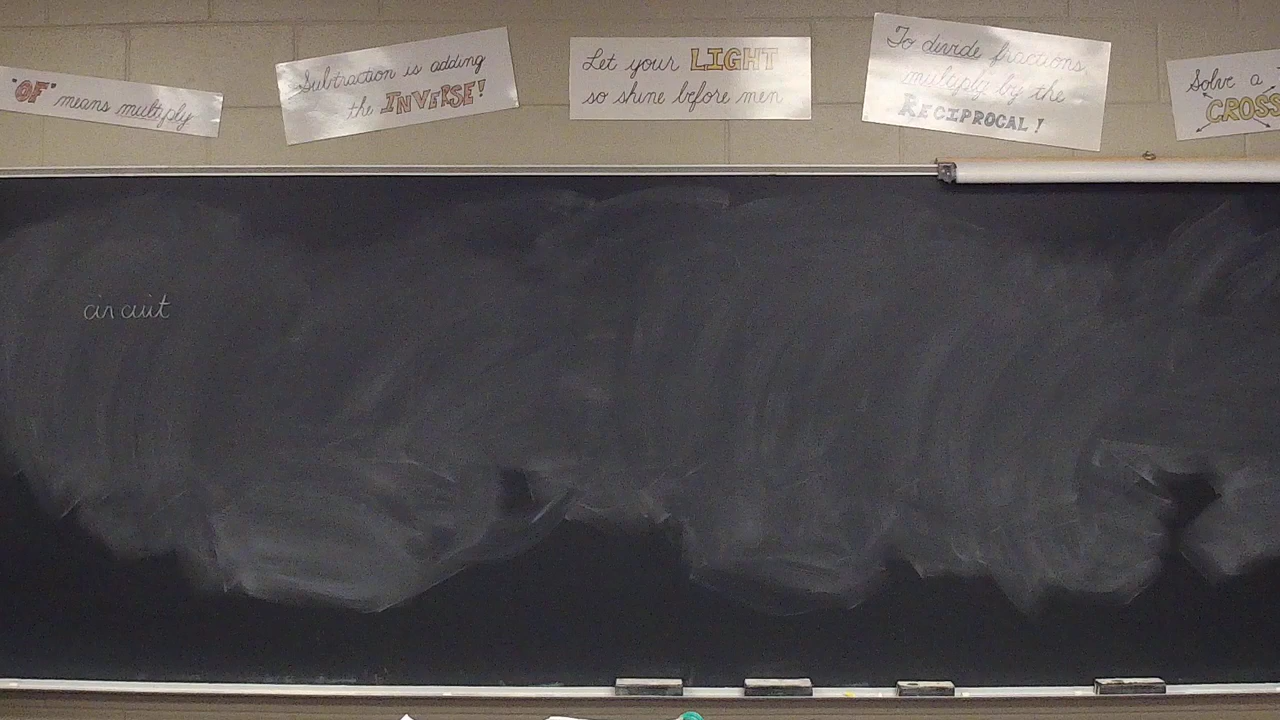 "OF" means multiply
Subtraction is adding
the INVERSE!
Let your LIGHT
so shine before men
To divide fractions,
multiply by the
RECIPROCAL!
Solve a
CROSS
circuit